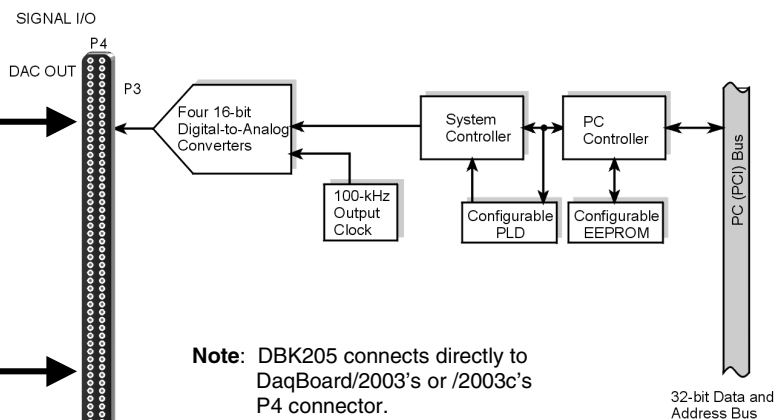 SIGNAL I/O
P4
DAC OUT
P3
Four 16-bit
Digital-to-Analog
Converters
System
Controller
PC
Controller
100-kHz
Output
Clock
Configurable
PLD
Configurable
EEPROM
PC (PCI) Bus
Note: DBK205 connects directly to
DaqBoard/2003's or /2003c's
P4 connector.
32-bit Data and
Address Bus